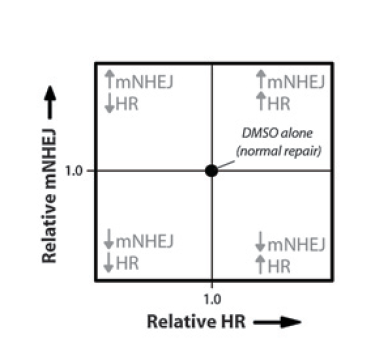 ↑mNHEJ
↓HR
↑mNHEJ
↑HR
DMSO alone
(normal repair)
Relative mNHEJ
1.0
↓mNHEJ
↓HR
↓mNHEJ
↑HR
1.0
Relative HR